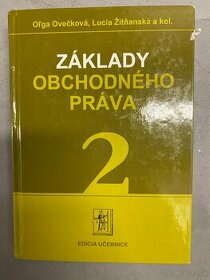 Oľga Ovečková, Lucia Žitňanská a kol.
ZÁKLADY
OBCHODNÉHO
PRÁVA
2
EDÍCIA UČEBNICE